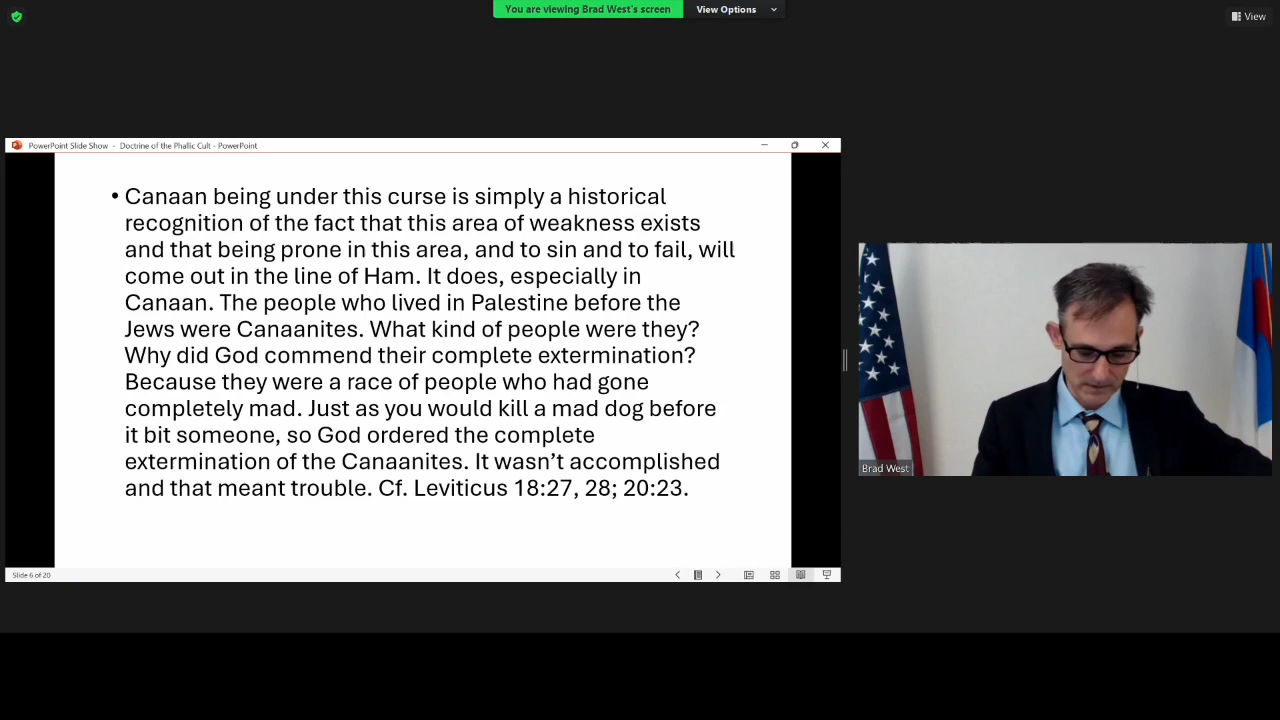 You are viewing Brad West's screen
View Options
View
PowerPoint Slide Show - Doctrine of the Phallic Cult - PowerPoint
• Canaan being under this curse is simply a historical
recognition of the fact that this area of weakness exists
and that being prone in this area, and to sin and to fail, will
come out in the line of Ham. It does, especially in
Canaan. The people who lived in Palestine before the
Jews were Canaanites. What kind of people were they?
Why did God commend their complete extermination?
Because they were a race of people who had gone
completely mad. Just as you would kill a mad dog before
it bit someone, so God ordered the complete
extermination of the Canaanites. It wasn’t accomplished
and that meant trouble. Cf. Leviticus 18:27, 28; 20:23.
Slide 6 of 20
Brad West